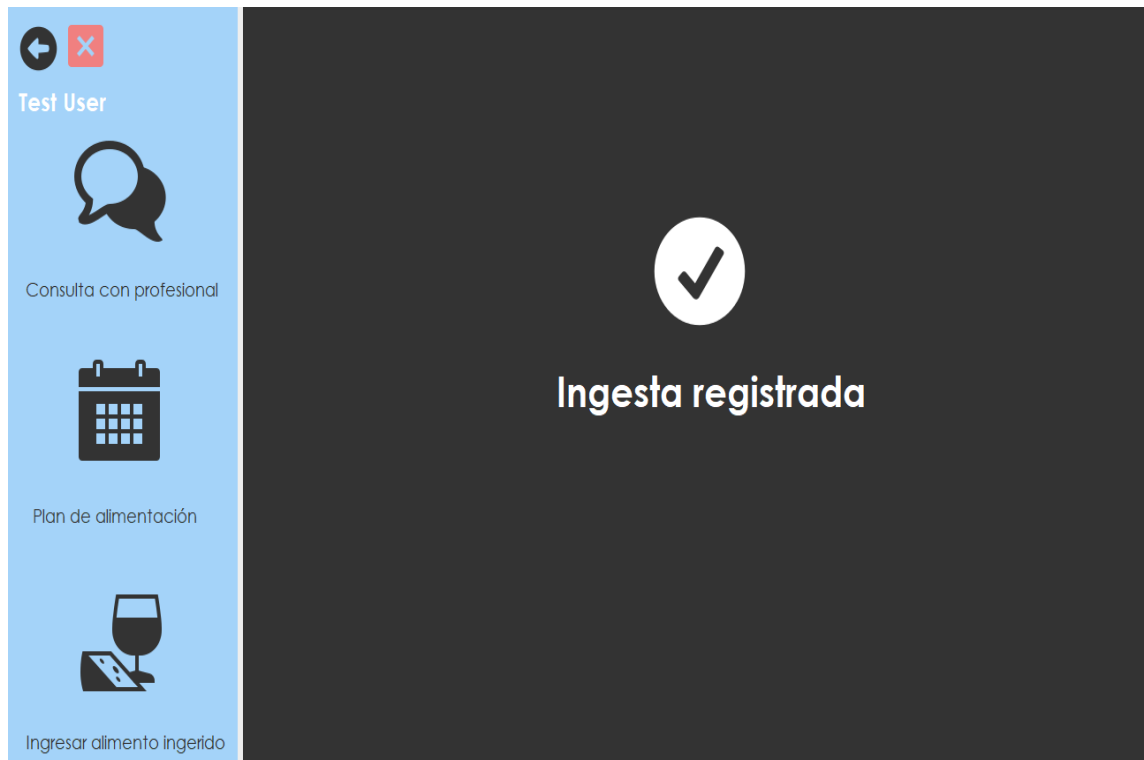 Test User
Consulta con profesional
Plan de alimentación
Ingresar alimento ingerido
Ingesta registrada